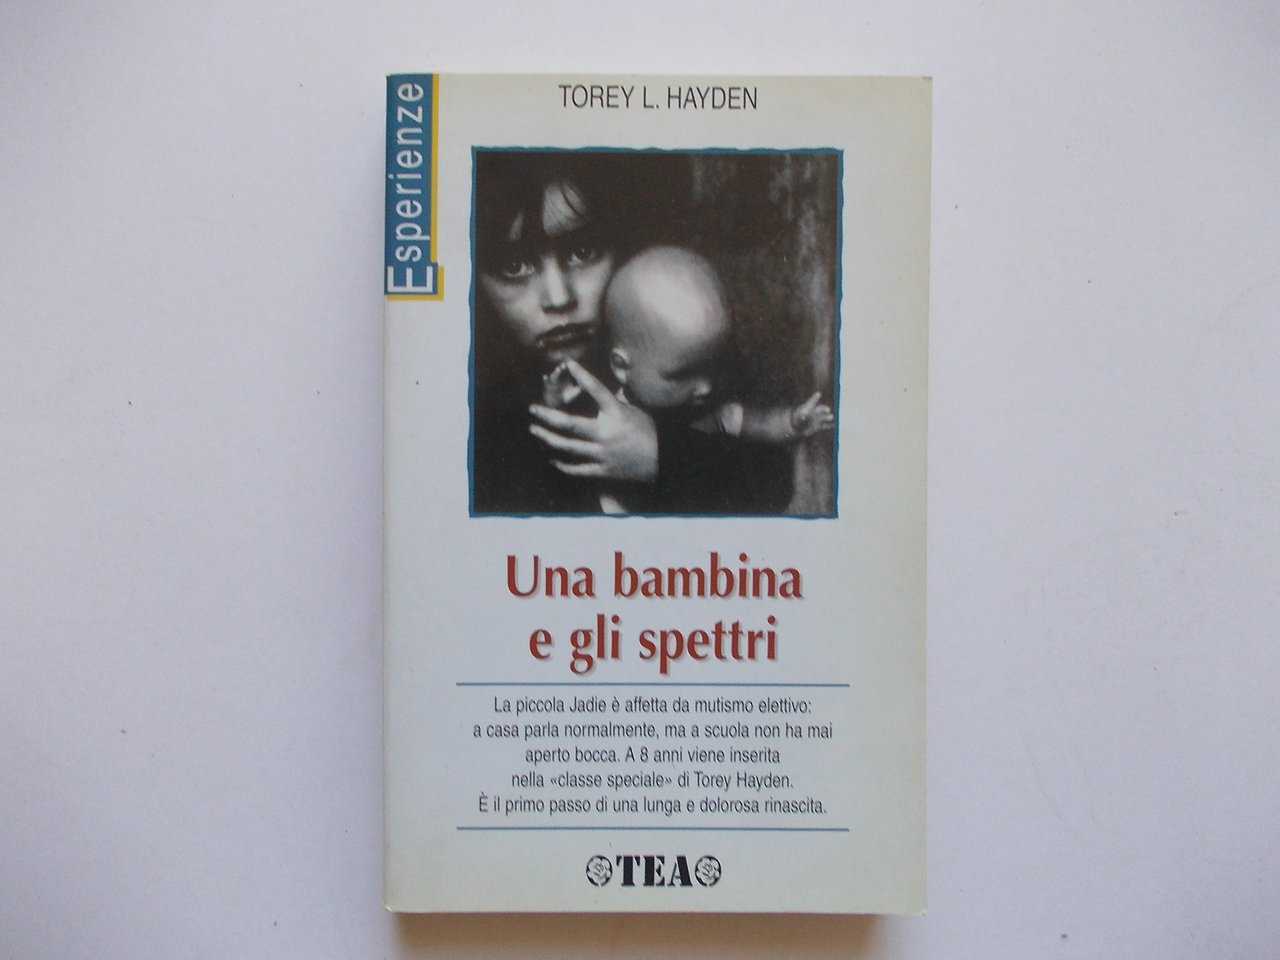 TOREY L. HAYDEN
Esperienze
Una bambina
e gli spettri
La piccola Jadie è affetta da mutismo elettivo:
a casa parla normalmente, ma a scuola non ha mai
aperto bocca. A 8 anni viene inserita
nella «classe speciale» di Torey Hayden.
È il primo passo di una lunga e dolorosa rinascita.
TEA